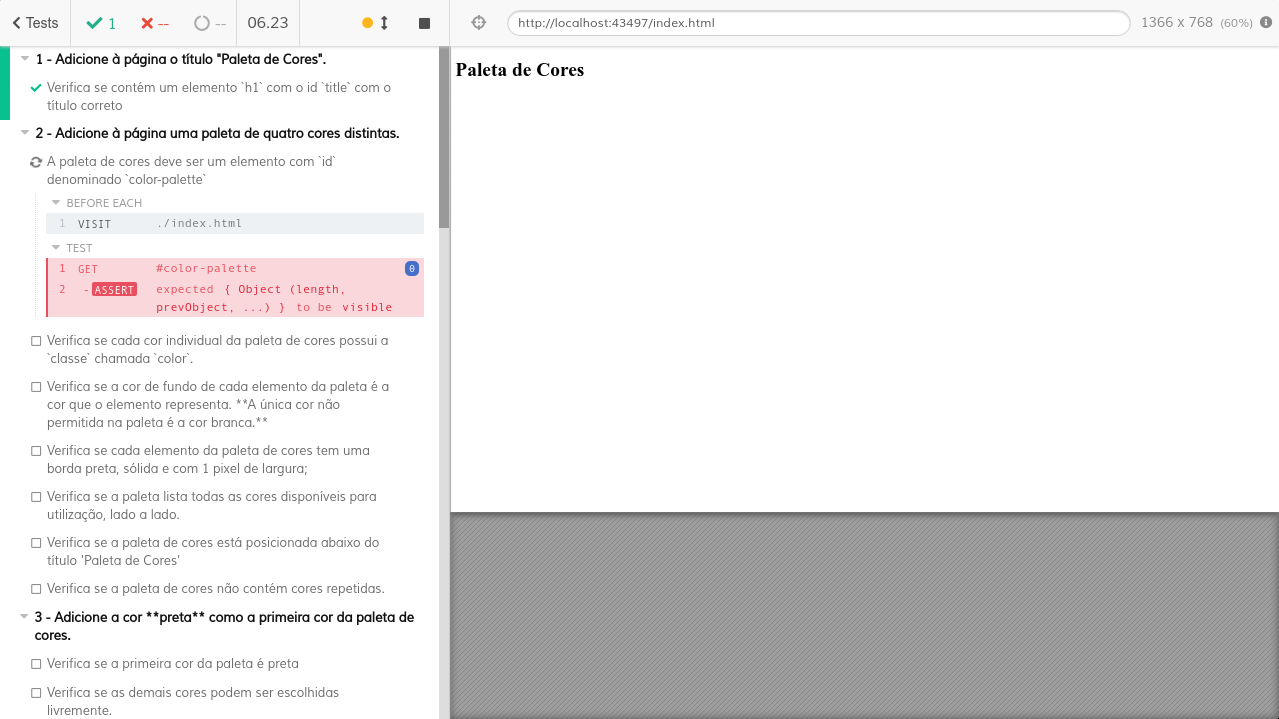 Tests
1
--
--
06.23
http://localhost:43497/index.html
1366 x 768 (60%)
1 - Adicione à página o título "Paleta de Cores".
Verifica se contém um elemento `h1` com o id `title` com o
título correto
2 - Adicione à página uma paleta de quatro cores distintas.
A paleta de cores deve ser um elemento com `id`
denominado `color-palette`
BEFORE EACH
1 VISIT ./index.html
TEST
1 GET #color-palette 0
2 -ASSERT expected { Object (length,
prevObject, ...) } to be visible
Verifica se cada cor individual da paleta de cores possui a
`classe` chamada `color`.
Verifica se a cor de fundo de cada elemento da paleta é a
cor que o elemento representa. **A única cor não
permitida na paleta é a cor branca.**
Verifica se cada elemento da paleta de cores tem uma
borda preta, sólida e com 1 pixel de largura;
Verifica se a paleta lista todas as cores disponíveis para
utilização, lado a lado.
Verifica se a paleta de cores está posicionada abaixo do
título 'Paleta de Cores'
Verifica se a paleta de cores não contém cores repetidas.
3 - Adicione a cor **preta** como a primeira cor da paleta de
cores.
Verifica se a primeira cor da paleta é preta
Verifica se as demais cores podem ser escolhidas
livremente.
Paleta de Cores